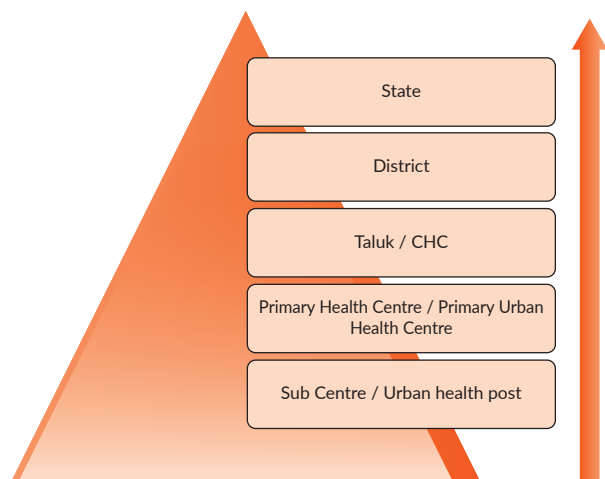 State
District
Taluk / CHC
Primary Health Centre / Primary Urban
Health Centre
Sub Centre / Urban health post